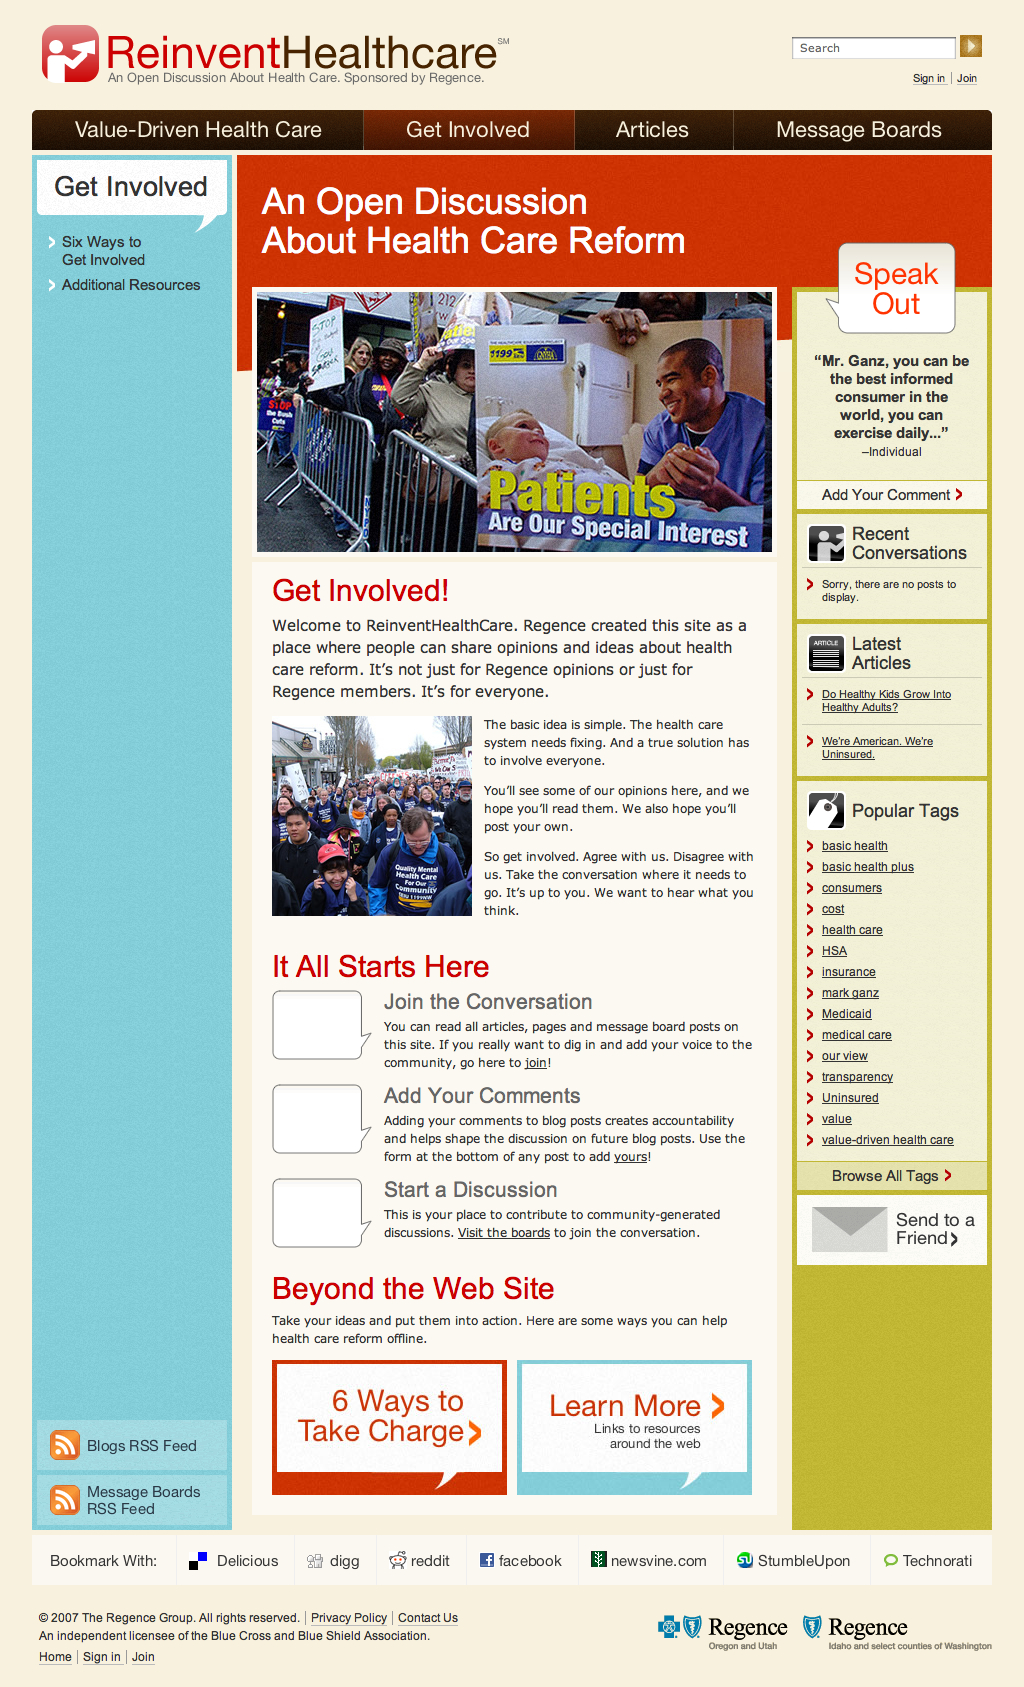 ReinventHealthcare SM
An Open Discussion About Health Care. Sponsored by Regence.
Search
Sign in | Join
Value-Driven Health Care
Get Involved
Articles
Message Boards
Get Involved
Six Ways to
Get Involved
Additional Resources
Blogs RSS Feed
Message Boards
RSS Feed
An Open Discussion
About Health Care Reform
STOP
GOV
212
1199
STOP
the Bush
Cuts
Patients
Are Our Special Interest
Get Involved!
Welcome to ReinventHealthCare. Regence created this site as a
place where people can share opinions and ideas about health
care reform. It’s not just for Regence opinions or just for
Regence members. It’s for everyone.
The basic idea is simple. The health care
system needs fixing. And a true solution has
to involve everyone.
You’ll see some of our opinions here, and we
hope you’ll read them. We also hope you’ll
post your own.
So get involved. Agree with us. Disagree with
us. Take the conversation where it needs to
go. It’s up to you. We want to hear what you
think.
Quality Mental
Health Care
For Our
Community
It All Starts Here
Join the Conversation
You can read all articles, pages and message board posts on
this site. If you really want to dig in and add your voice to the
community, go here to join!
Add Your Comments
Adding your comments to blog posts creates accountability
and helps shape the discussion on future blog posts. Use the
form at the bottom of any post to add yours!
Start a Discussion
This is your place to contribute to community-generated
discussions. Visit the boards to join the conversation.
Beyond the Web Site
Take your ideas and put them into action. Here are some ways you can help
health care reform offline.
6 Ways to
Take Charge
Learn More
Links to resources
around the web
Speak
Out
“Mr. Ganz, you can be
the best informed
consumer in the
world, you can
exercise daily...”
–Individual
Add Your Comment
Recent
Conversations
Sorry, there are no posts to
display.
ARTICLE
Latest
Articles
Do Healthy Kids Grow Into
Healthy Adults?
We’re American. We’re
Uninsured.
Popular Tags
basic health
basic health plus
consumers
cost
health care
HSA
insurance
mark ganz
Medicaid
medical care
our view
transparency
Uninsured
value
value-driven health care
Browse All Tags
Send to a
Friend
Bookmark With:
Delicious
digg
reddit
facebook
newsvine.com
StumbleUpon
Technorati
© 2007 The Regence Group. All rights reserved. | Privacy Policy | Contact Us
An independent licensee of the Blue Cross and Blue Shield Association.
Home | Sign in | Join
Regence
Oregon and Utah
Regence
Idaho and select counties of Washington